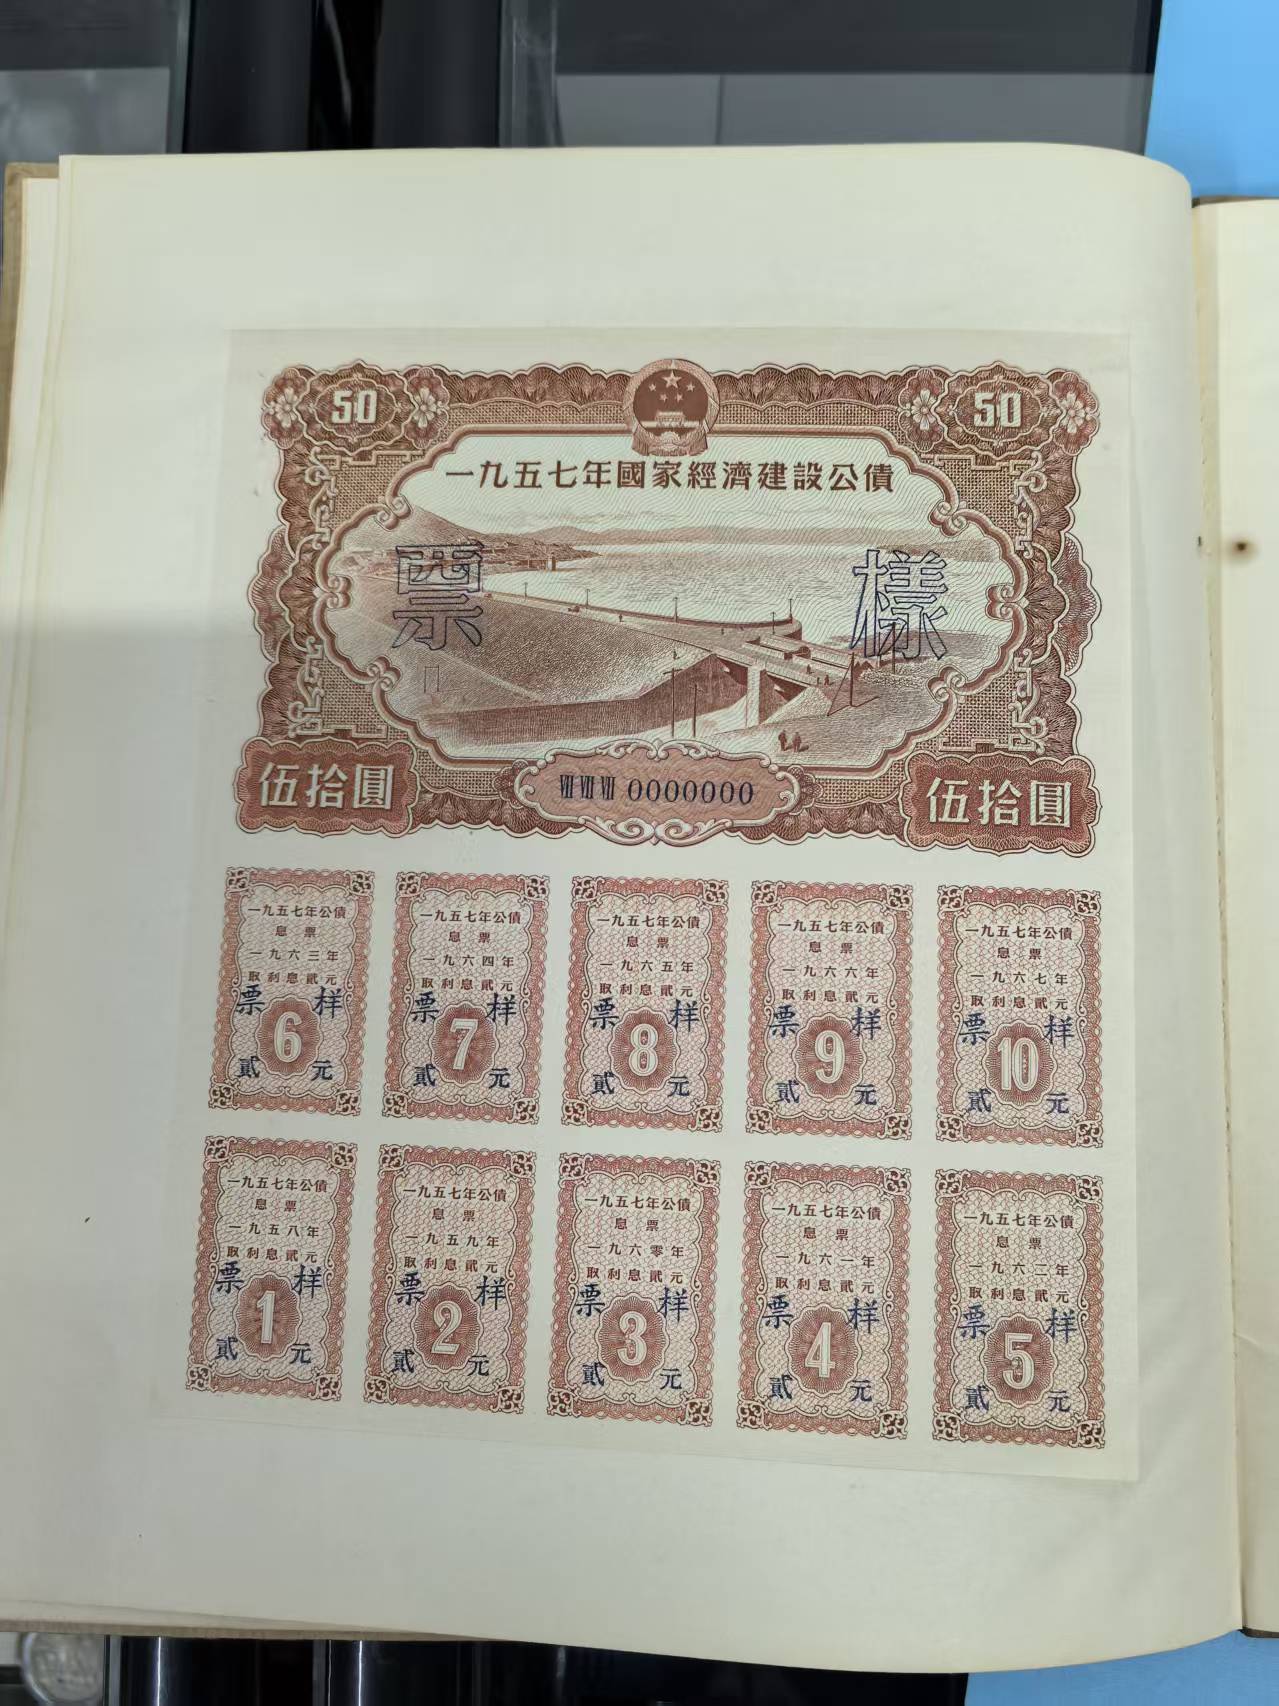 50 50
一九五七年國家經濟建設公債
票 樣
伍拾圓 Ⅶ Ⅶ Ⅶ 0000000 伍拾圓
一九五七年公債
息票
一九六三年
取利息貳元
票样
6
貳元
一九五七年公債
息票
一九六四年
取利息貳元
票样
7
貳元
一九五七年公債
息票
一九六五年
取利息貳元
票样
8
貳元
一九五七年公債
息票
一九六六年
取利息貳元
票样
9
貳元
一九五七年公債
息票
一九六七年
取利息貳元
票样
10
貳元
一九五七年公債
息票
一九五八年
取利息貳元
票样
1
貳元
一九五七年公債
息票
一九五九年
取利息貳元
票样
2
貳元
一九五七年公債
息票
一九六零年
取利息貳元
票样
3
貳元
一九五七年公債
息票
一九六一年
取利息貳元
票样
4
貳元
一九五七年公債
息票
一九六二年
取利息貳元
票样
5
貳元